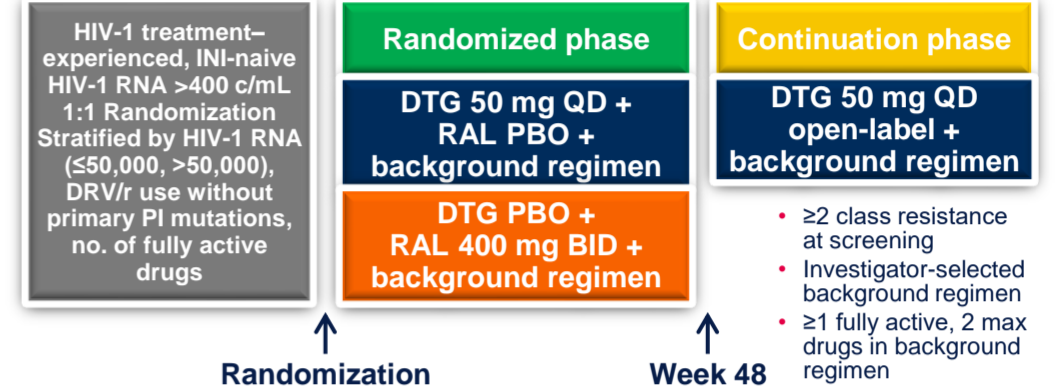 HIV-1 treatment–
experienced, INI-naive
HIV-1 RNA >400 c/mL
1:1 Randomization
Stratified by HIV-1 RNA
(≤50,000, >50,000),
DRV/r use without
primary PI mutations,
no. of fully active
drugs
Randomized phase
DTG 50 mg QD +
RAL PBO +
background regimen
DTG PBO +
RAL 400 mg BID +
background regimen
Continuation phase
DTG 50 mg QD
open-label +
background regimen
• ≥2 class resistance
at screening
• Investigator-selected
background regimen
• ≥1 fully active, 2 max
drugs in background
regimen
Randomization
Week 48